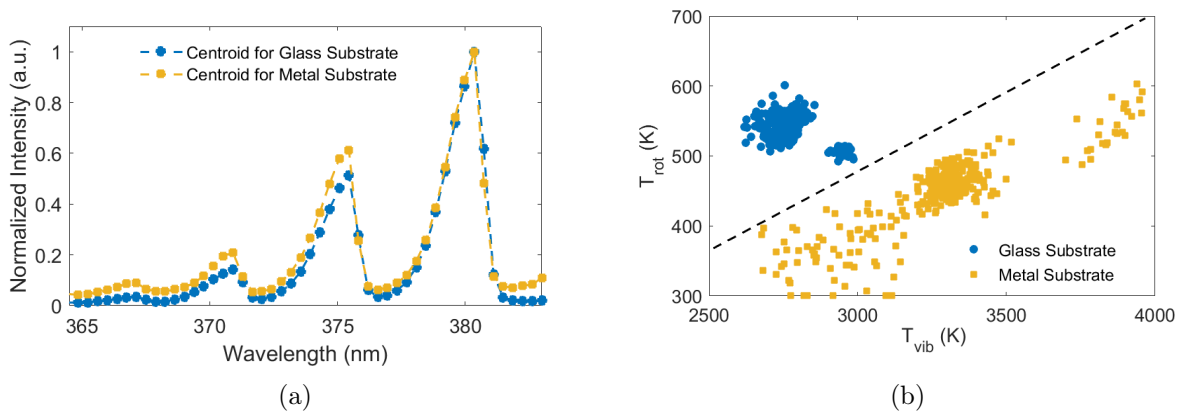 Normalized Intensity (a.u.)
1
0.8
0.6
0.4
0.2
0
Centroid for Glass Substrate
Centroid for Metal Substrate
365 370 375 380
Wavelength (nm)
(a)
T_rot (K)
700
600
500
400
300
Glass Substrate
Metal Substrate
2500 3000 3500 4000
T_vib (K)
(b)